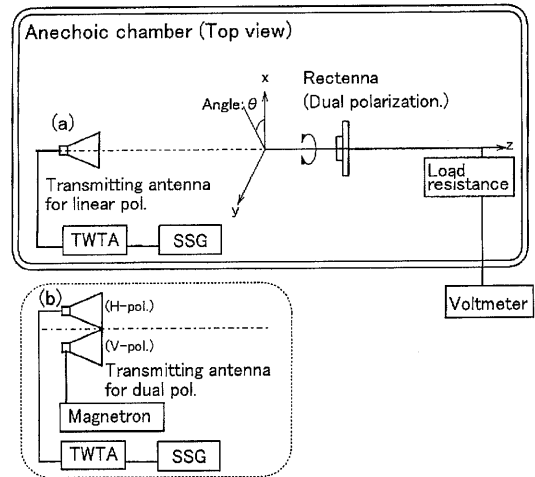 Anechoic chamber (Top view)
x
Rectenna
(Dual polarization.)
Angle: θ
(a)
z
Transmitting antenna
for linear pol.
y
Load
resistance
TWTA
SSG
Voltmeter
(b)
(H-pol.)
(V-pol.)
Transmitting antenna
for dual pol.
Magnetron
TWTA
SSG